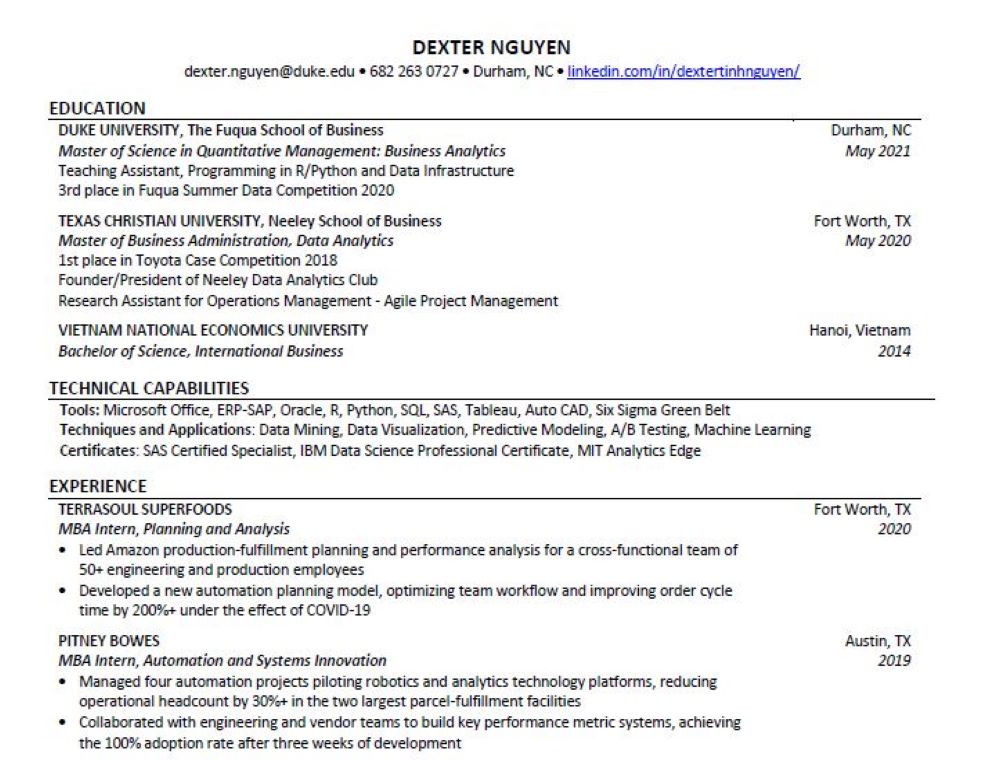 DEXTER NGUYEN
dexter.nguyen@duke.edu • 682 263 0727 • Durham, NC • linkedin.com/in/dextertinhnguyen/
EDUCATION
DUKE UNIVERSITY, The Fuqua School of Business Durham, NC
Master of Science in Quantitative Management: Business Analytics May 2021
Teaching Assistant, Programming in R/Python and Data Infrastructure
3rd place in Fuqua Summer Data Competition 2020
TEXAS CHRISTIAN UNIVERSITY, Neeley School of Business Fort Worth, TX
Master of Business Administration, Data Analytics May 2020
1st place in Toyota Case Competition 2018
Founder/President of Neeley Data Analytics Club
Research Assistant for Operations Management - Agile Project Management
VIETNAM NATIONAL ECONOMICS UNIVERSITY Hanoi, Vietnam
Bachelor of Science, International Business 2014
TECHNICAL CAPABILITIES
Tools: Microsoft Office, ERP-SAP, Oracle, R, Python, SQL, SAS, Tableau, Auto CAD, Six Sigma Green Belt
Techniques and Applications: Data Mining, Data Visualization, Predictive Modeling, A/B Testing, Machine Learning
Certificates: SAS Certified Specialist, IBM Data Science Professional Certificate, MIT Analytics Edge
EXPERIENCE
TERRASOUL SUPERFOODS Fort Worth, TX
MBA Intern, Planning and Analysis 2020
• Led Amazon production-fulfillment planning and performance analysis for a cross-functional team of
50+ engineering and production employees
• Developed a new automation planning model, optimizing team workflow and improving order cycle
time by 200%+ under the effect of COVID-19
PITNEY BOWES Austin, TX
MBA Intern, Automation and Systems Innovation 2019
• Managed four automation projects piloting robotics and analytics technology platforms, reducing
operational headcount by 30%+ in the two largest parcel-fulfillment facilities
• Collaborated with engineering and vendor teams to build key performance metric systems, achieving
the 100% adoption rate after three weeks of development